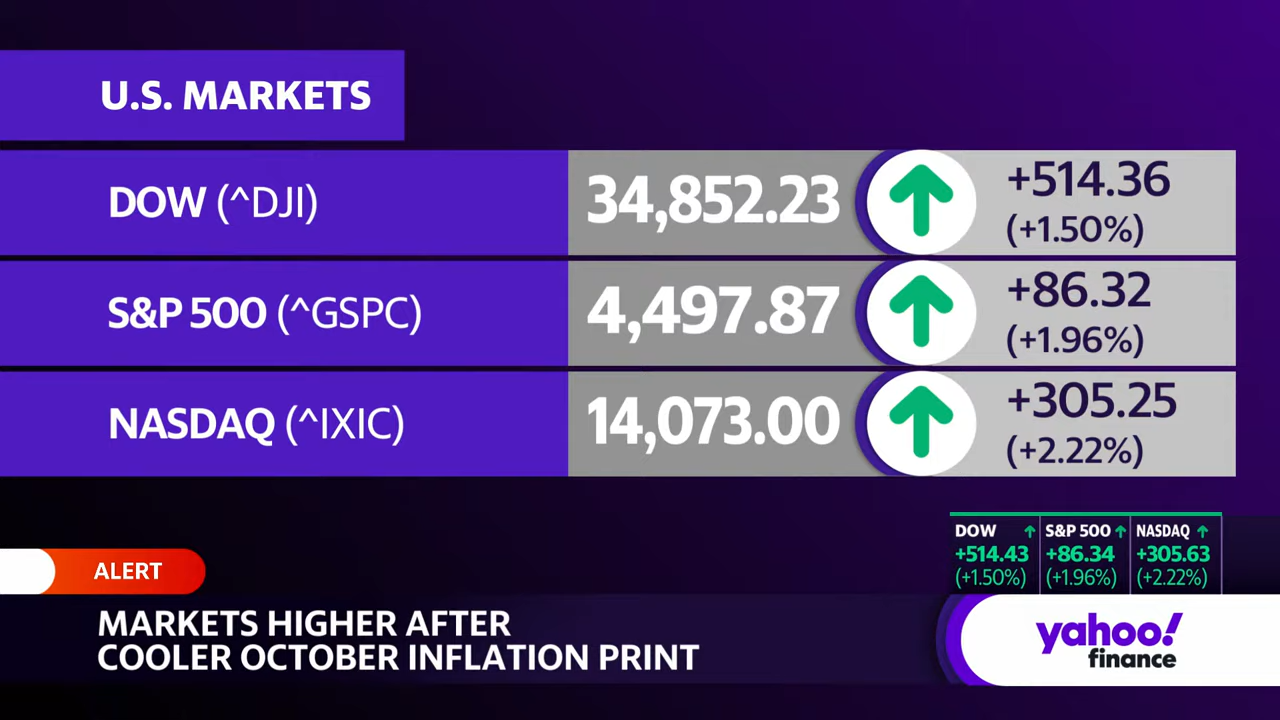 U.S. MARKETS
DOW (^DJI) 34,852.23 +514.36
(+1.50%)
S&P 500 (^GSPC) 4,497.87 +86.32
(+1.96%)
NASDAQ (^IXIC) 14,073.00 +305.25
(+2.22%)
DOW S&P 500 NASDAQ
+514.43 +86.34 +305.63
(+1.50%) (+1.96%) (+2.22%)
ALERT
MARKETS HIGHER AFTER
COOLER OCTOBER INFLATION PRINT
yahoo!
finance